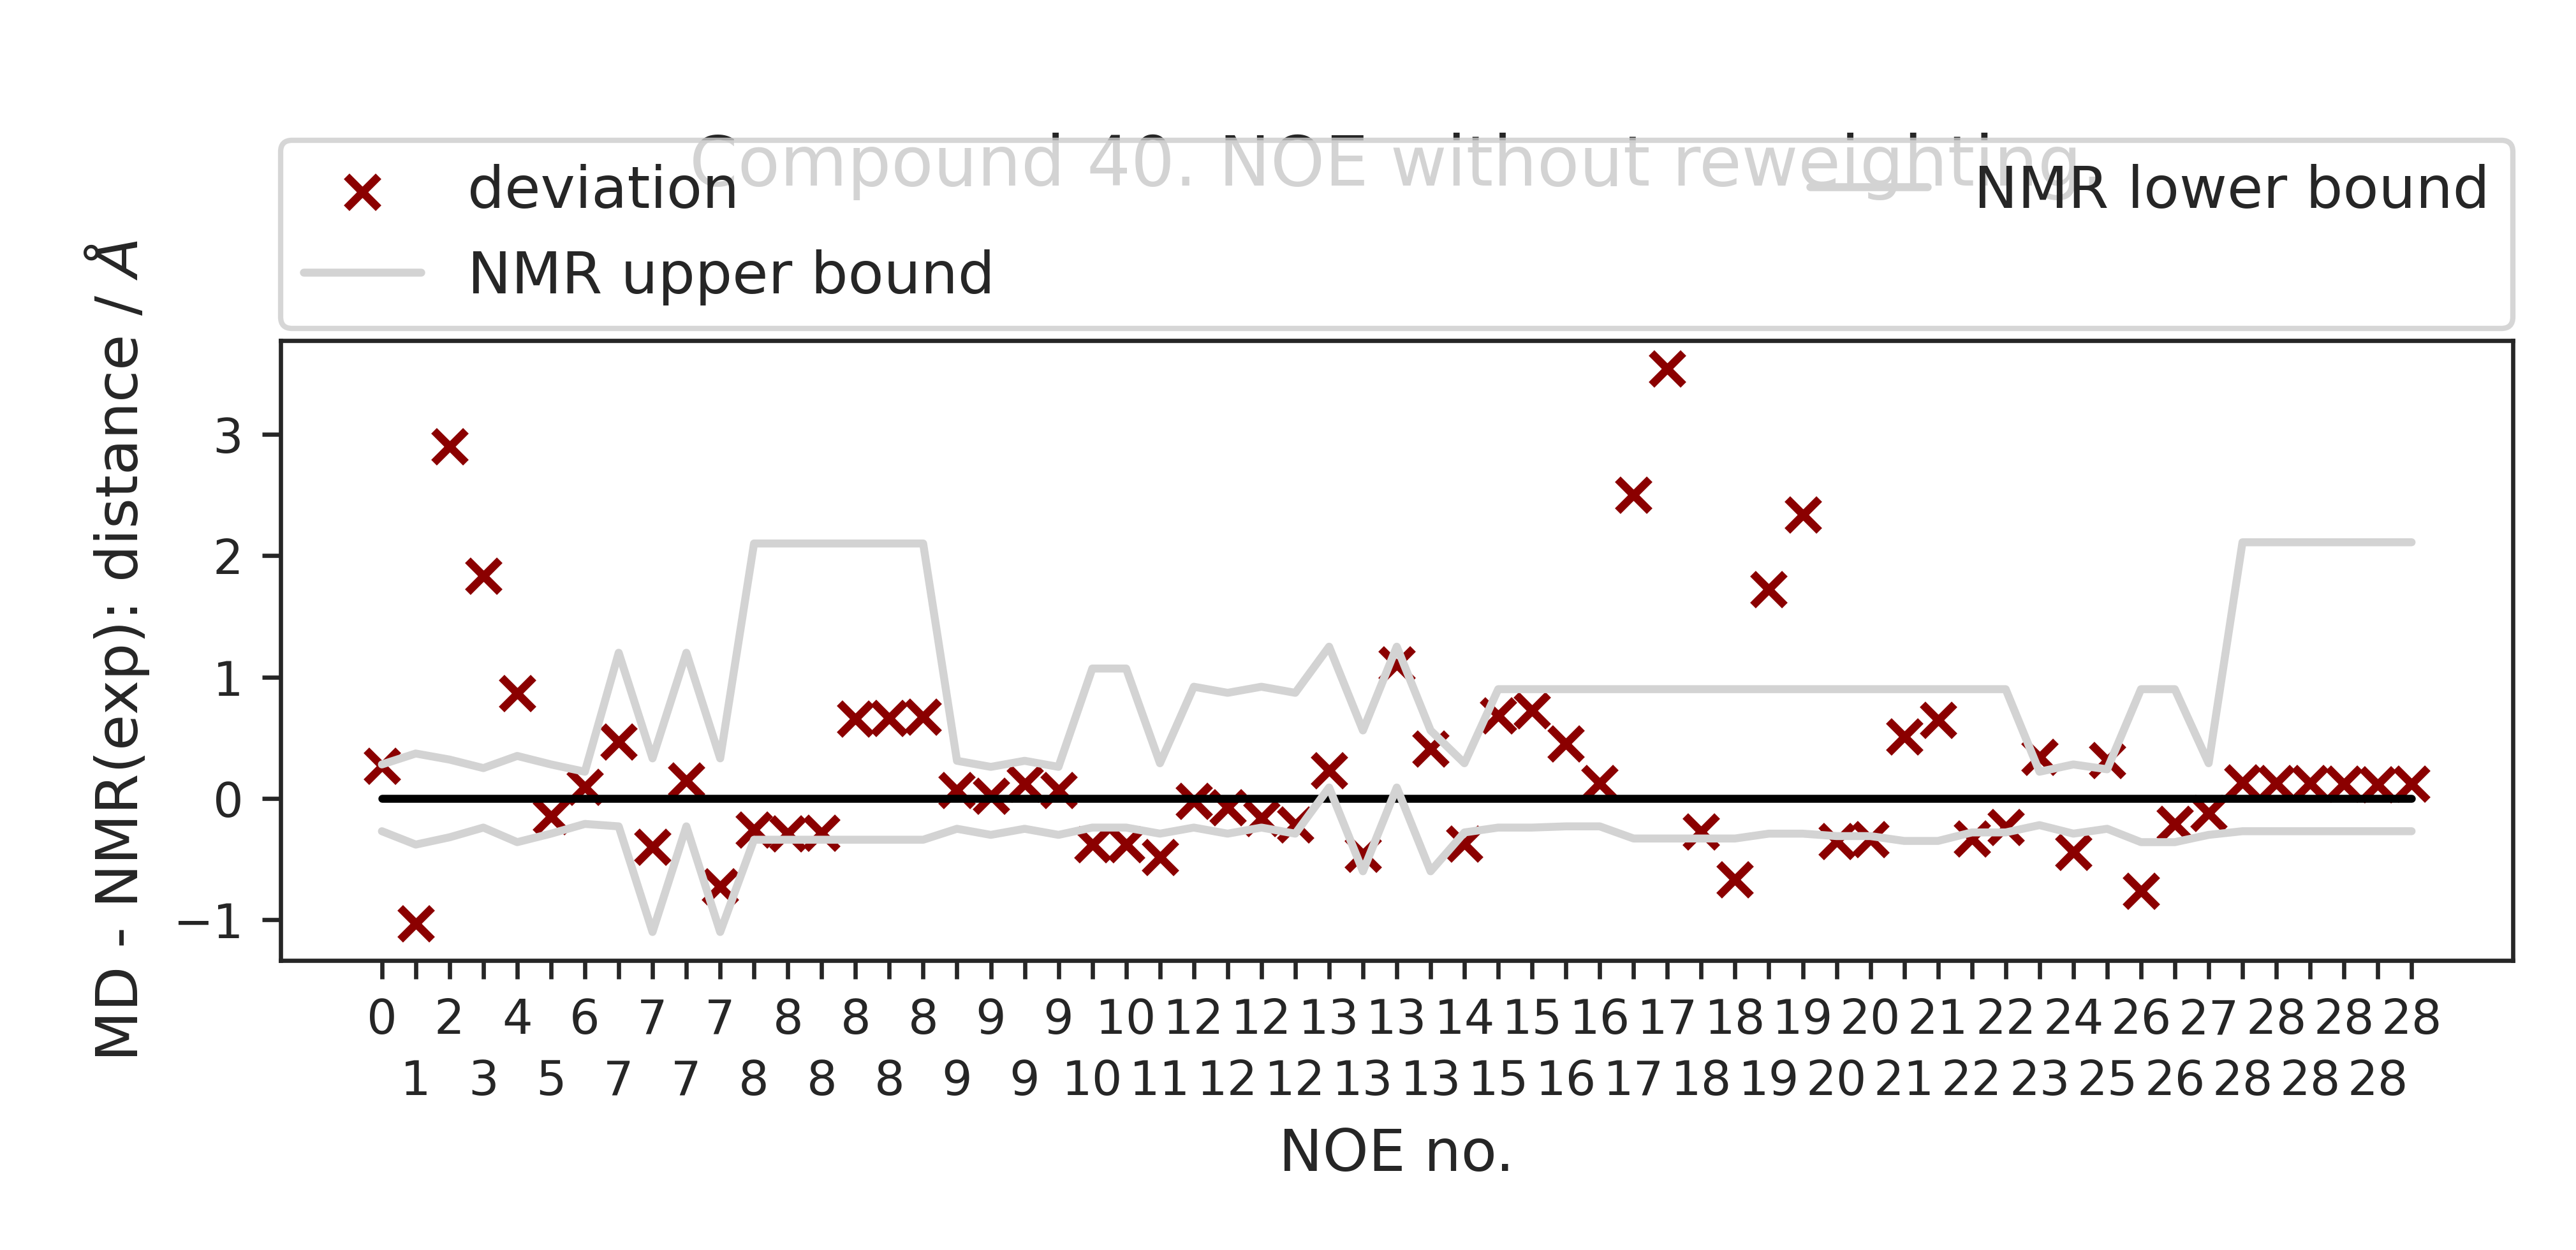 Compound 40. NOE without reweighting.
deviation
NMR upper bound
NMR lower bound
MD - NMR(exp): distance / Å
3
2
1
0
−1
0 2 4 6 7 7 8 8 8 9 9 10 12 12 13 13 14 15 16 17 18 19 20 21 22 24 26 27 28 28 28
1 3 5 7 7 8 8 8 9 9 10 11 12 12 13 13 15 16 17 18 19 20 21 22 23 25 26 28 28 28
NOE no.